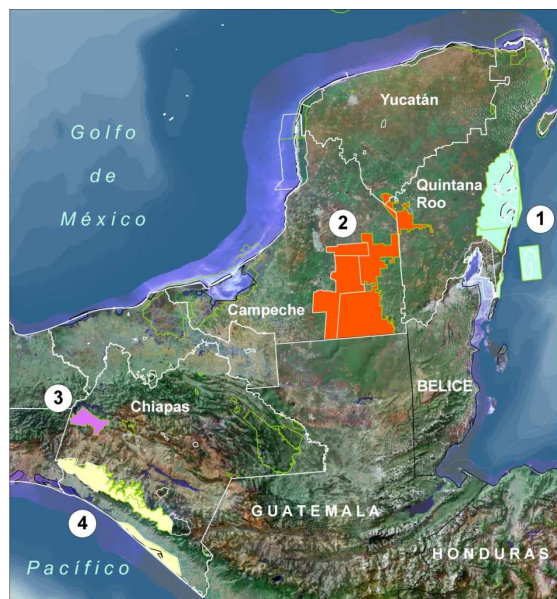 Yucatán
Golfo
de
México
Quintana
Roo
1
2
Campeche
BELICE
3
Chiapas
4
GUATEMALA
HONDURAS
Pacífico